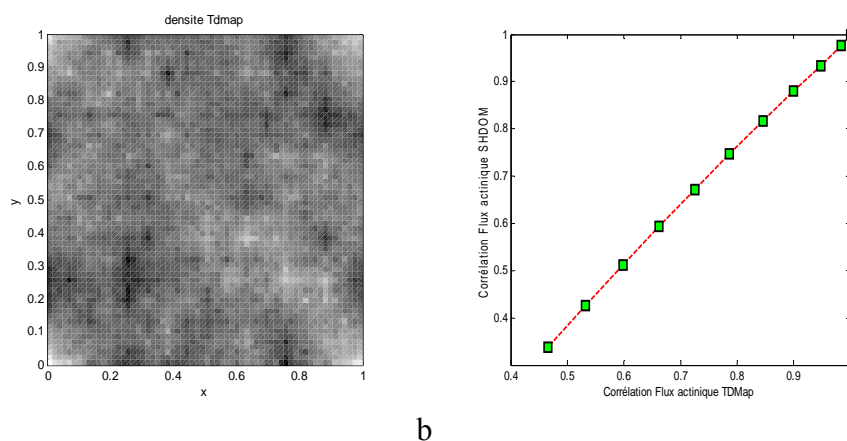 densite Tdmap
1
0.9
0.8
0.7
0.6
0.5
0.4
0.3
0.2
0.1
0
y
0 0.2 0.4 0.6 0.8 1
x
1
0.9
0.8
0.7
0.6
0.5
0.4
Corrélation Flux actinique SHDOM
0.4 0.5 0.6 0.7 0.8 0.9
Corrélation Flux actinique TDMap
b